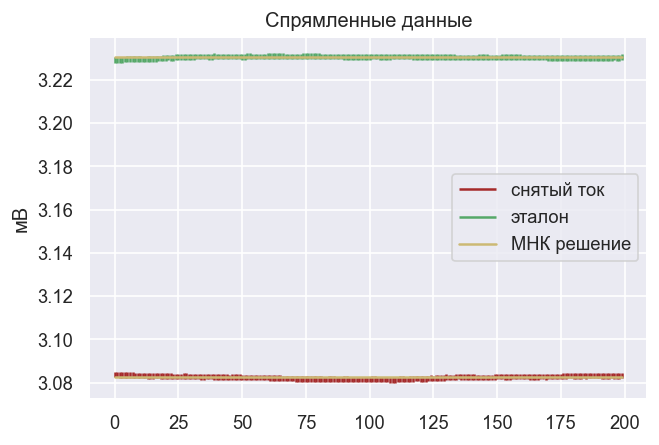 Спрямленные данные
мВ
3.22
3.20
3.18
3.16
3.14
3.12
3.10
3.08
снятый ток
эталон
МНК решение
0 25 50 75 100 125 150 175 200